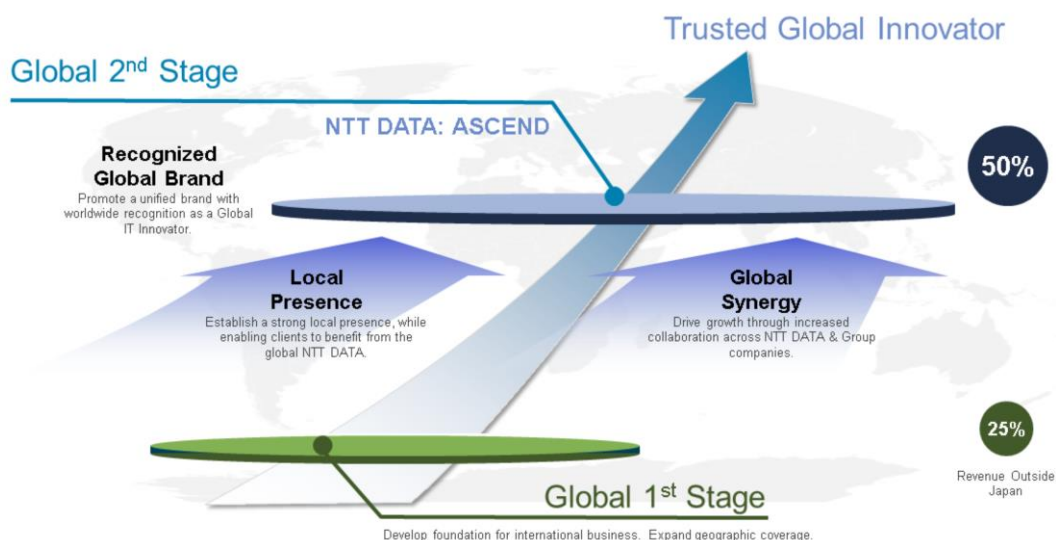 Trusted Global Innovator
Global 2nd Stage
NTT DATA: ASCEND
Recognized
Global Brand
Promote a unified brand with
worldwide recognition as a Global
IT Innovator.
50%
Local
Presence
Establish a strong local presence, while
enabling clients to benefit from the
global NTT DATA.
Global
Synergy
Drive growth through increased
collaboration across NTT DATA & Group
companies.
25%
Revenue Outside
Japan
Global 1st Stage
Develop foundation for international business. Expand geographic coverage.